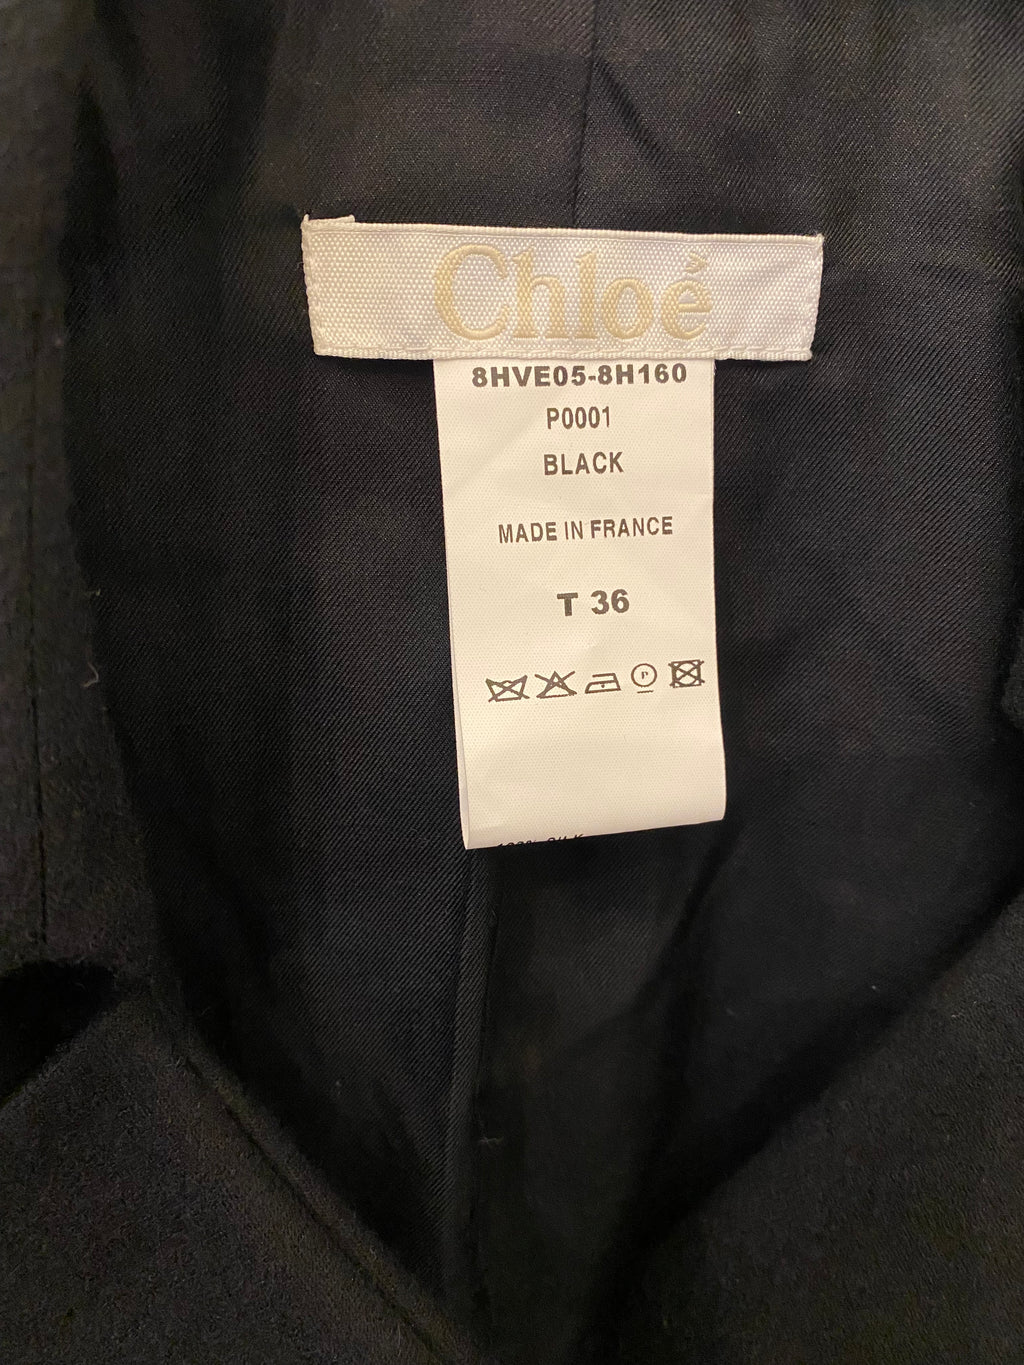 Chloé
8HVE05-8H160
P0001
BLACK
MADE IN FRANCE
T 36
P